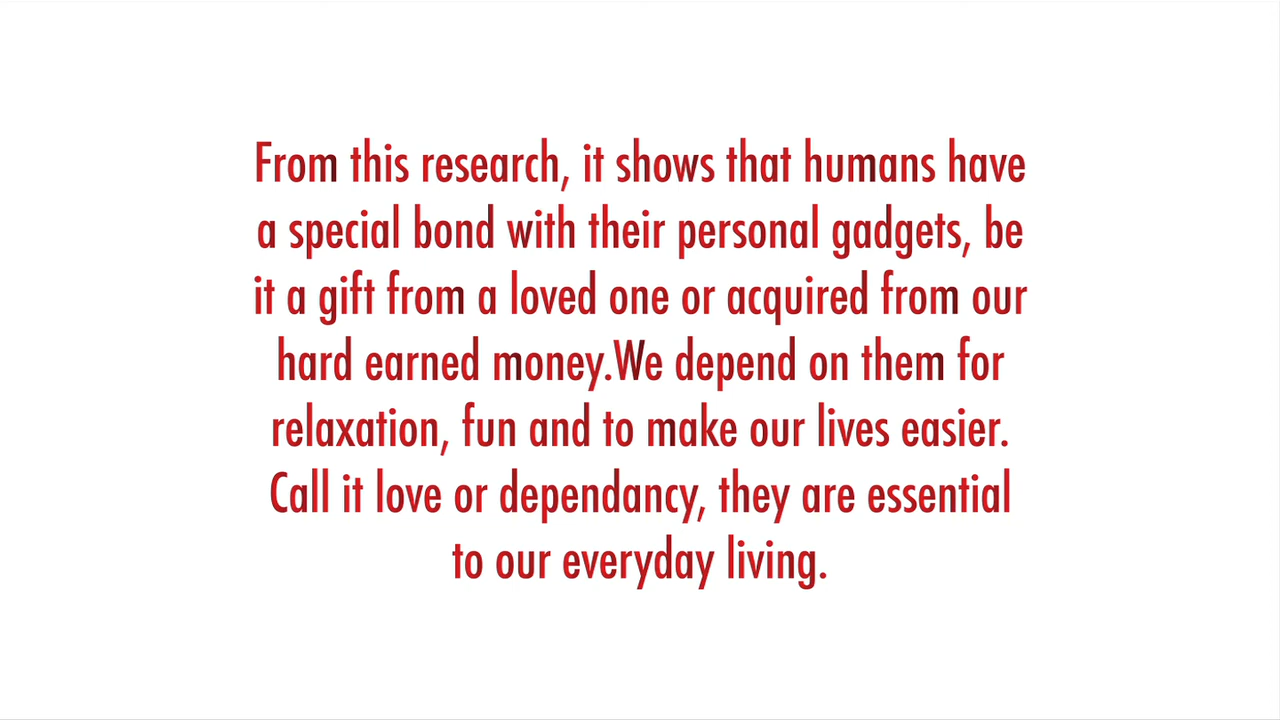 From this research, it shows that humans have
a special bond with their personal gadgets, be
it a gift from a loved one or acquired from our
hard earned money.We depend on them for
relaxation, fun and to make our lives easier.
Call it love or dependancy, they are essential
to our everyday living.